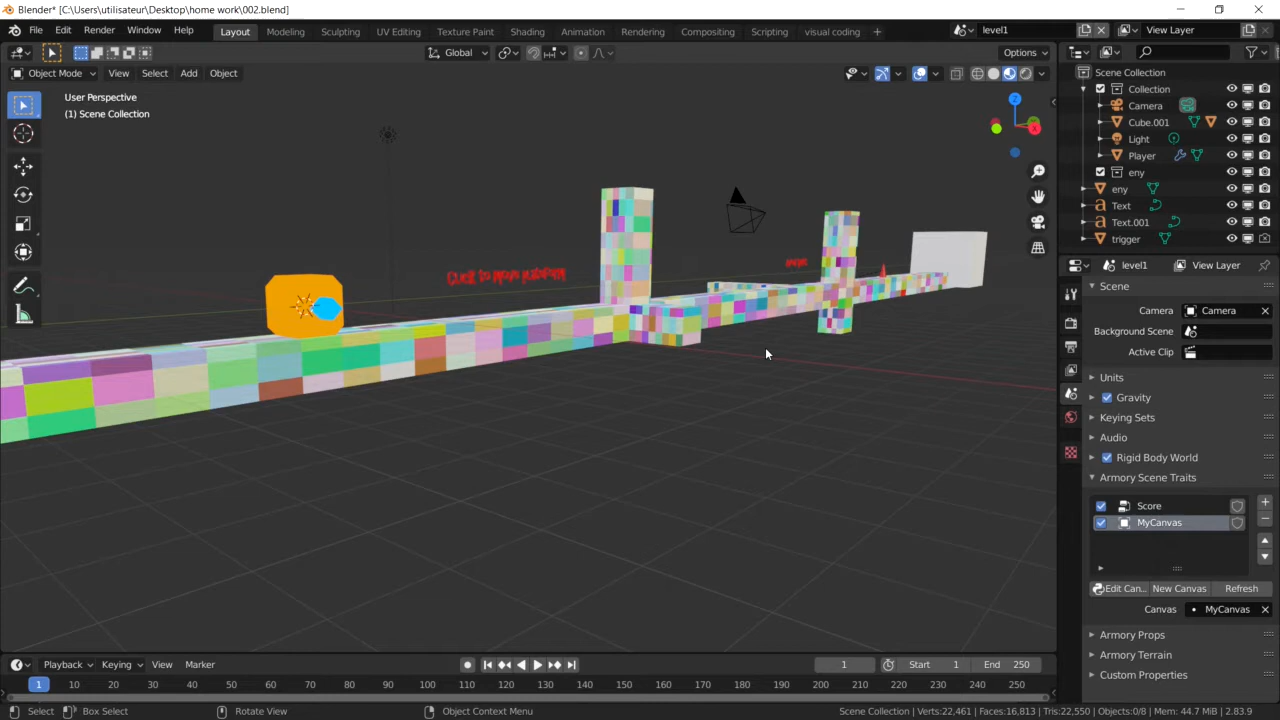 Blender* [C:\Users\utilisateur\Desktop\home work\002.blend]
File Edit Render Window Help Layout Modeling Sculpting UV Editing Texture Paint Shading Animation Rendering Compositing Scripting visual coding + level1 View Layer
Global Options
Object Mode View Select Add Object
User Perspective
(1) Scene Collection
Z
Click to Move platform
Scene Collection
Collection
Camera
Cube.001
Light
Player
eny
eny
Text
Text.001
trigger
level1 View Layer
Scene
Camera Camera
Background Scene
Active Clip
Units
Gravity
Keying Sets
Audio
Rigid Body World
Armory Scene Traits
Score
MyCanvas
Edit Can... New Canvas Refresh
Canvas MyCanvas
Armory Props
Armory Terrain
Custom Properties
Playback Keying View Marker 1 Start 1 End 250
1 10 20 30 40 50 60 70 80 90 100 110 120 130 140 150 160 170 180 190 200 210 220 230 240 250
Select Box Select Rotate View Object Context Menu Scene Collection | Verts:22,461 | Faces:16,813 | Tris:22,550 | Objects:0/8 | Mem: 44.7 MiB | 2.83.9